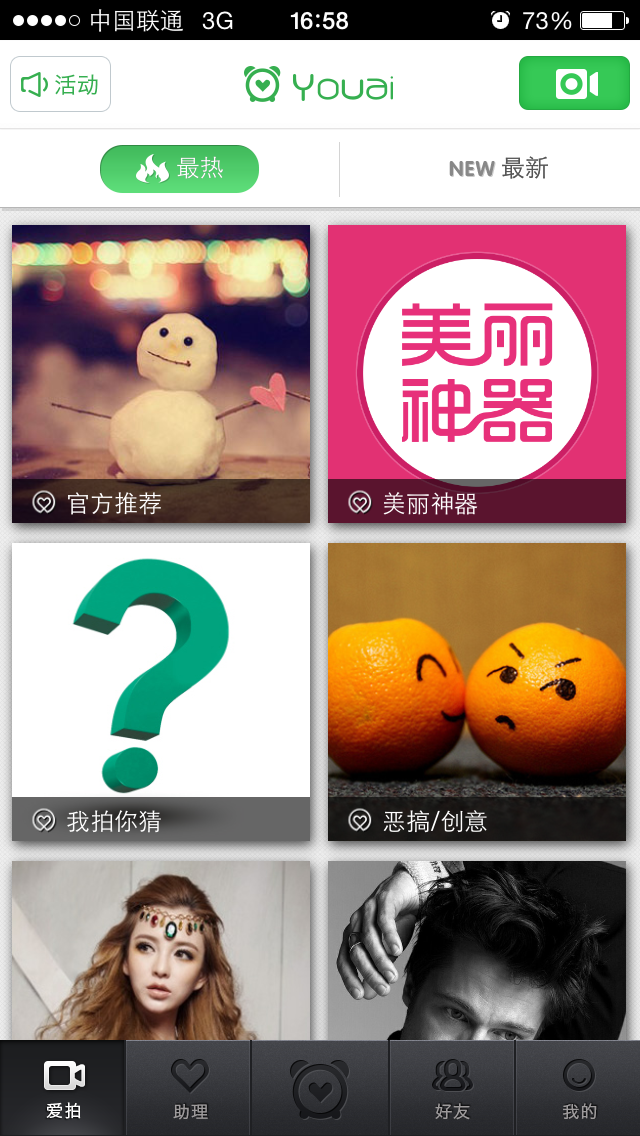 中国联通 3G 16:58 73%
活动 Youai
最热 NEW 最新
美丽
神器
官方推荐 美丽神器
我拍你猜 恶搞/创意
爱拍 助理 好友 我的